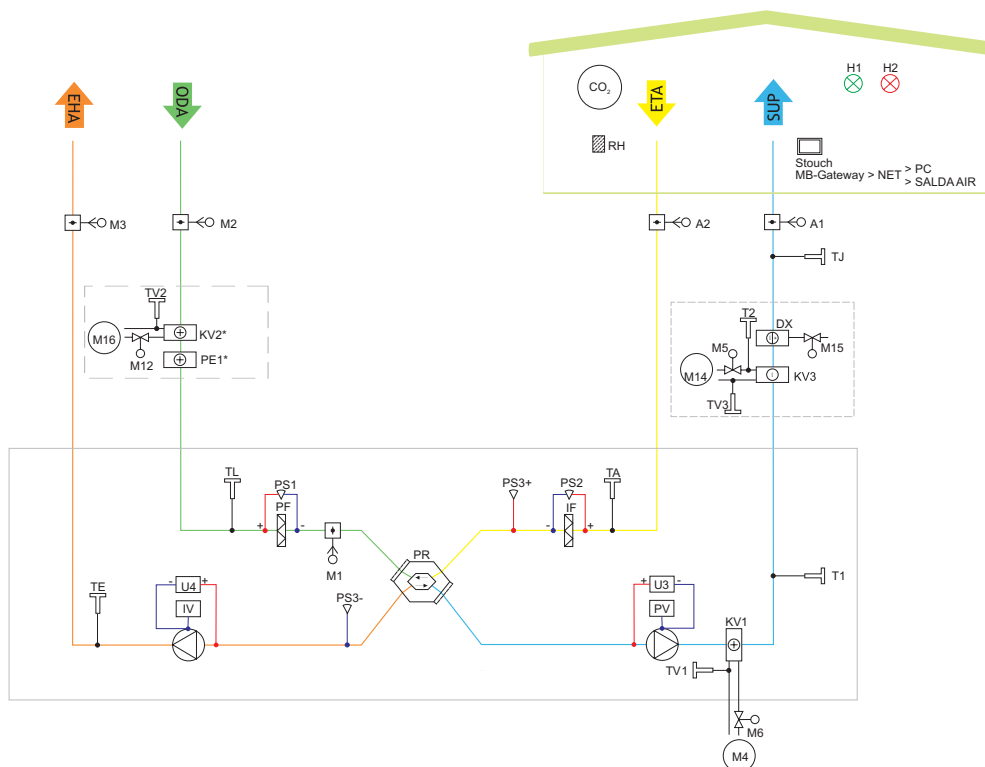 H1
H2
EHA
ODA
CO₂
ETA
SUP
RH
Stouch
MB-Gateway > NET > PC
> SALDA AIR
M3
M2
A2
A1
TJ
TV2
T2
DX
M16
KV2*
M5
M15
M12
PE1*
M14
KV3
TV3
TL
PS1
PS3+
PS2
TA
PF
IF
+
-
-
+
M1
PR
T1
TE
-
U4
+
PS3-
+
U3
-
IV
PV
KV1
TV1
M6
M4